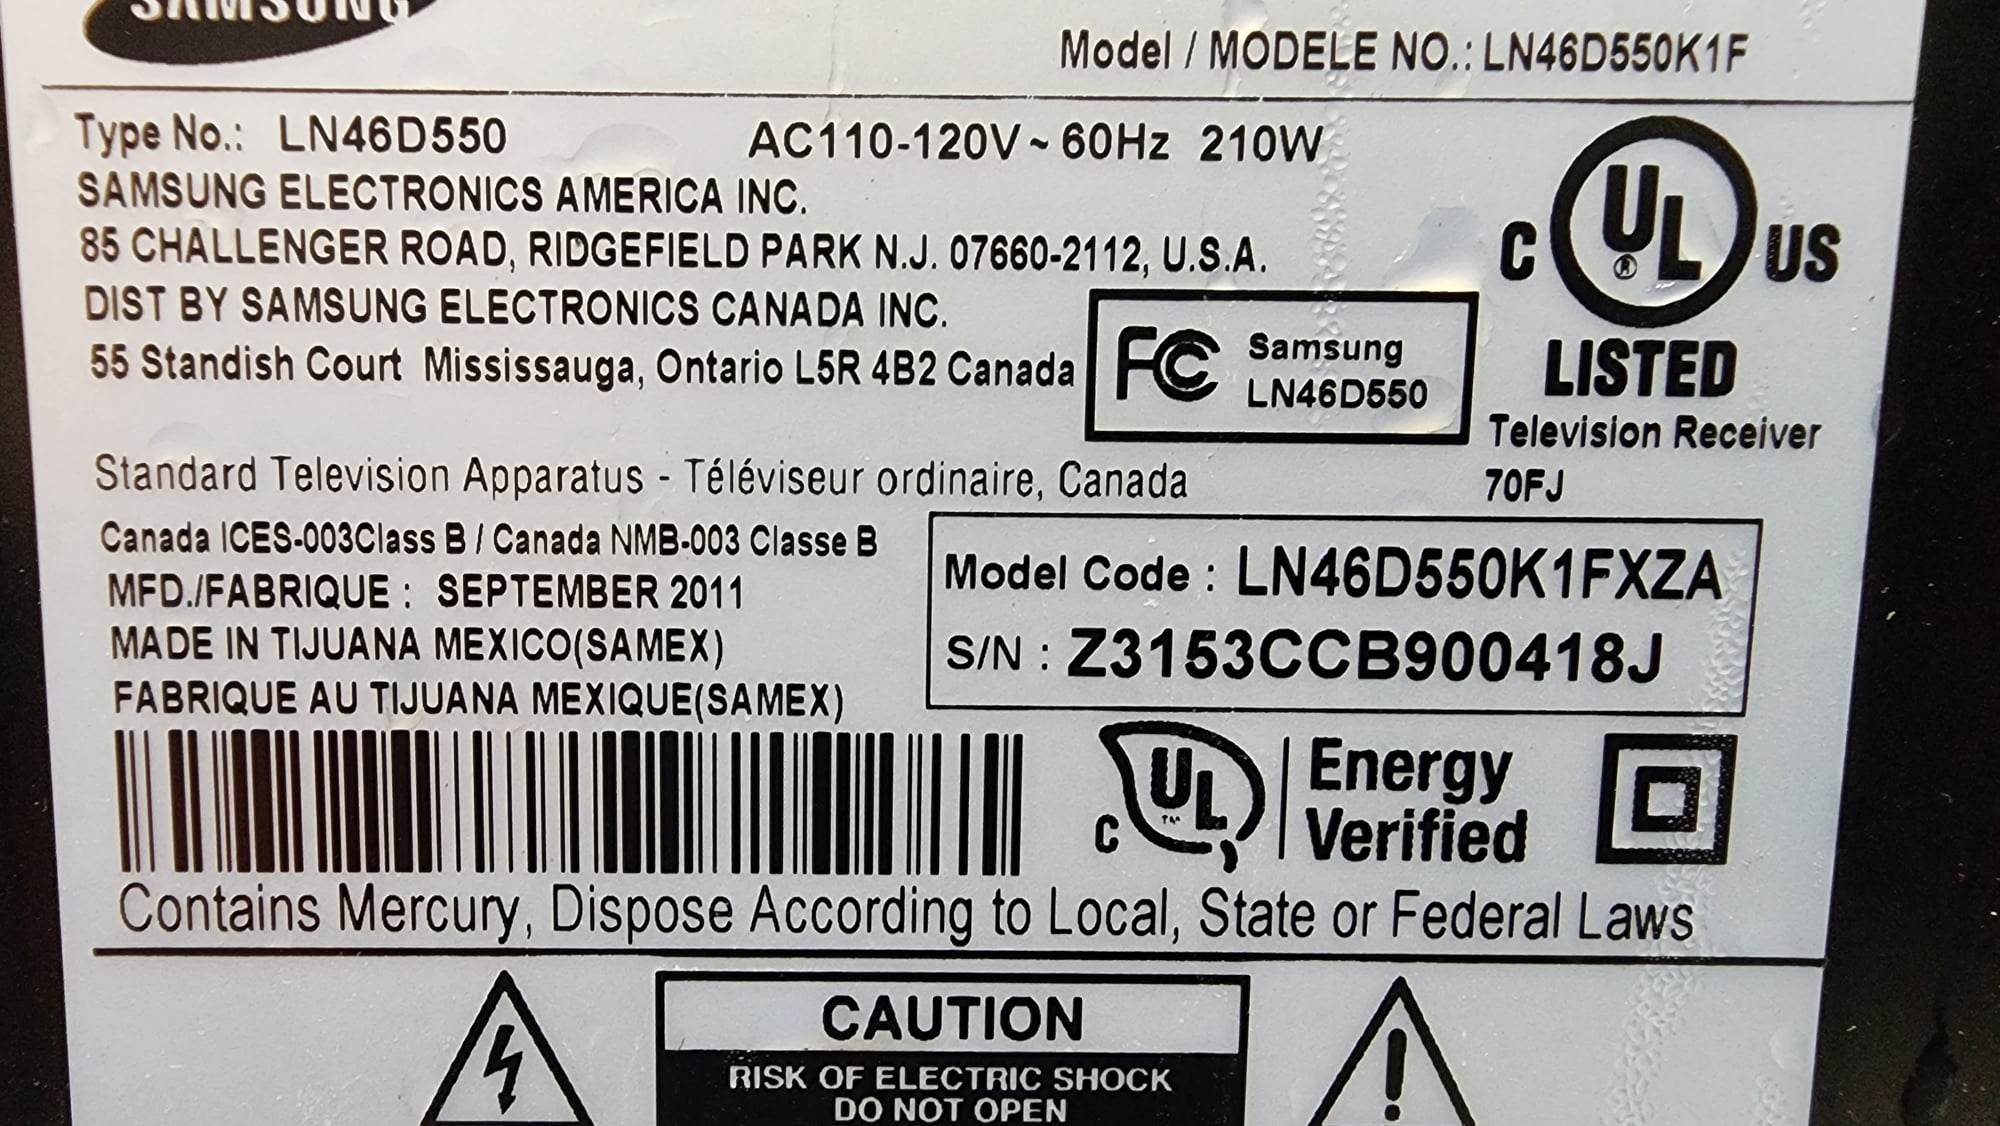 SAMSUNG
Model / MODELE NO.: LN46D550K1F
Type No.: LN46D550 AC110-120V~60Hz 210W
SAMSUNG ELECTRONICS AMERICA INC.
85 CHALLENGER ROAD, RIDGEFIELD PARK N.J. 07660-2112, U.S.A.
DIST BY SAMSUNG ELECTRONICS CANADA INC.
55 Standish Court Mississauga, Ontario L5R 4B2 Canada
FC Samsung
LN46D550
C UL ® US
LISTED
Television Receiver
70FJ
Standard Television Apparatus - Téléviseur ordinaire, Canada
Canada ICES-003Class B / Canada NMB-003 Classe B
MFD./FABRIQUE : SEPTEMBER 2011
MADE IN TIJUANA MEXICO(SAMEX)
FABRIQUE AU TIJUANA MEXIQUE(SAMEX)
Model Code : LN46D550K1FXZA
S/N : Z3153CCB900418J
C UL TM
Energy
Verified
Contains Mercury, Dispose According to Local, State or Federal Laws
CAUTION
RISK OF ELECTRIC SHOCK
DO NOT OPEN